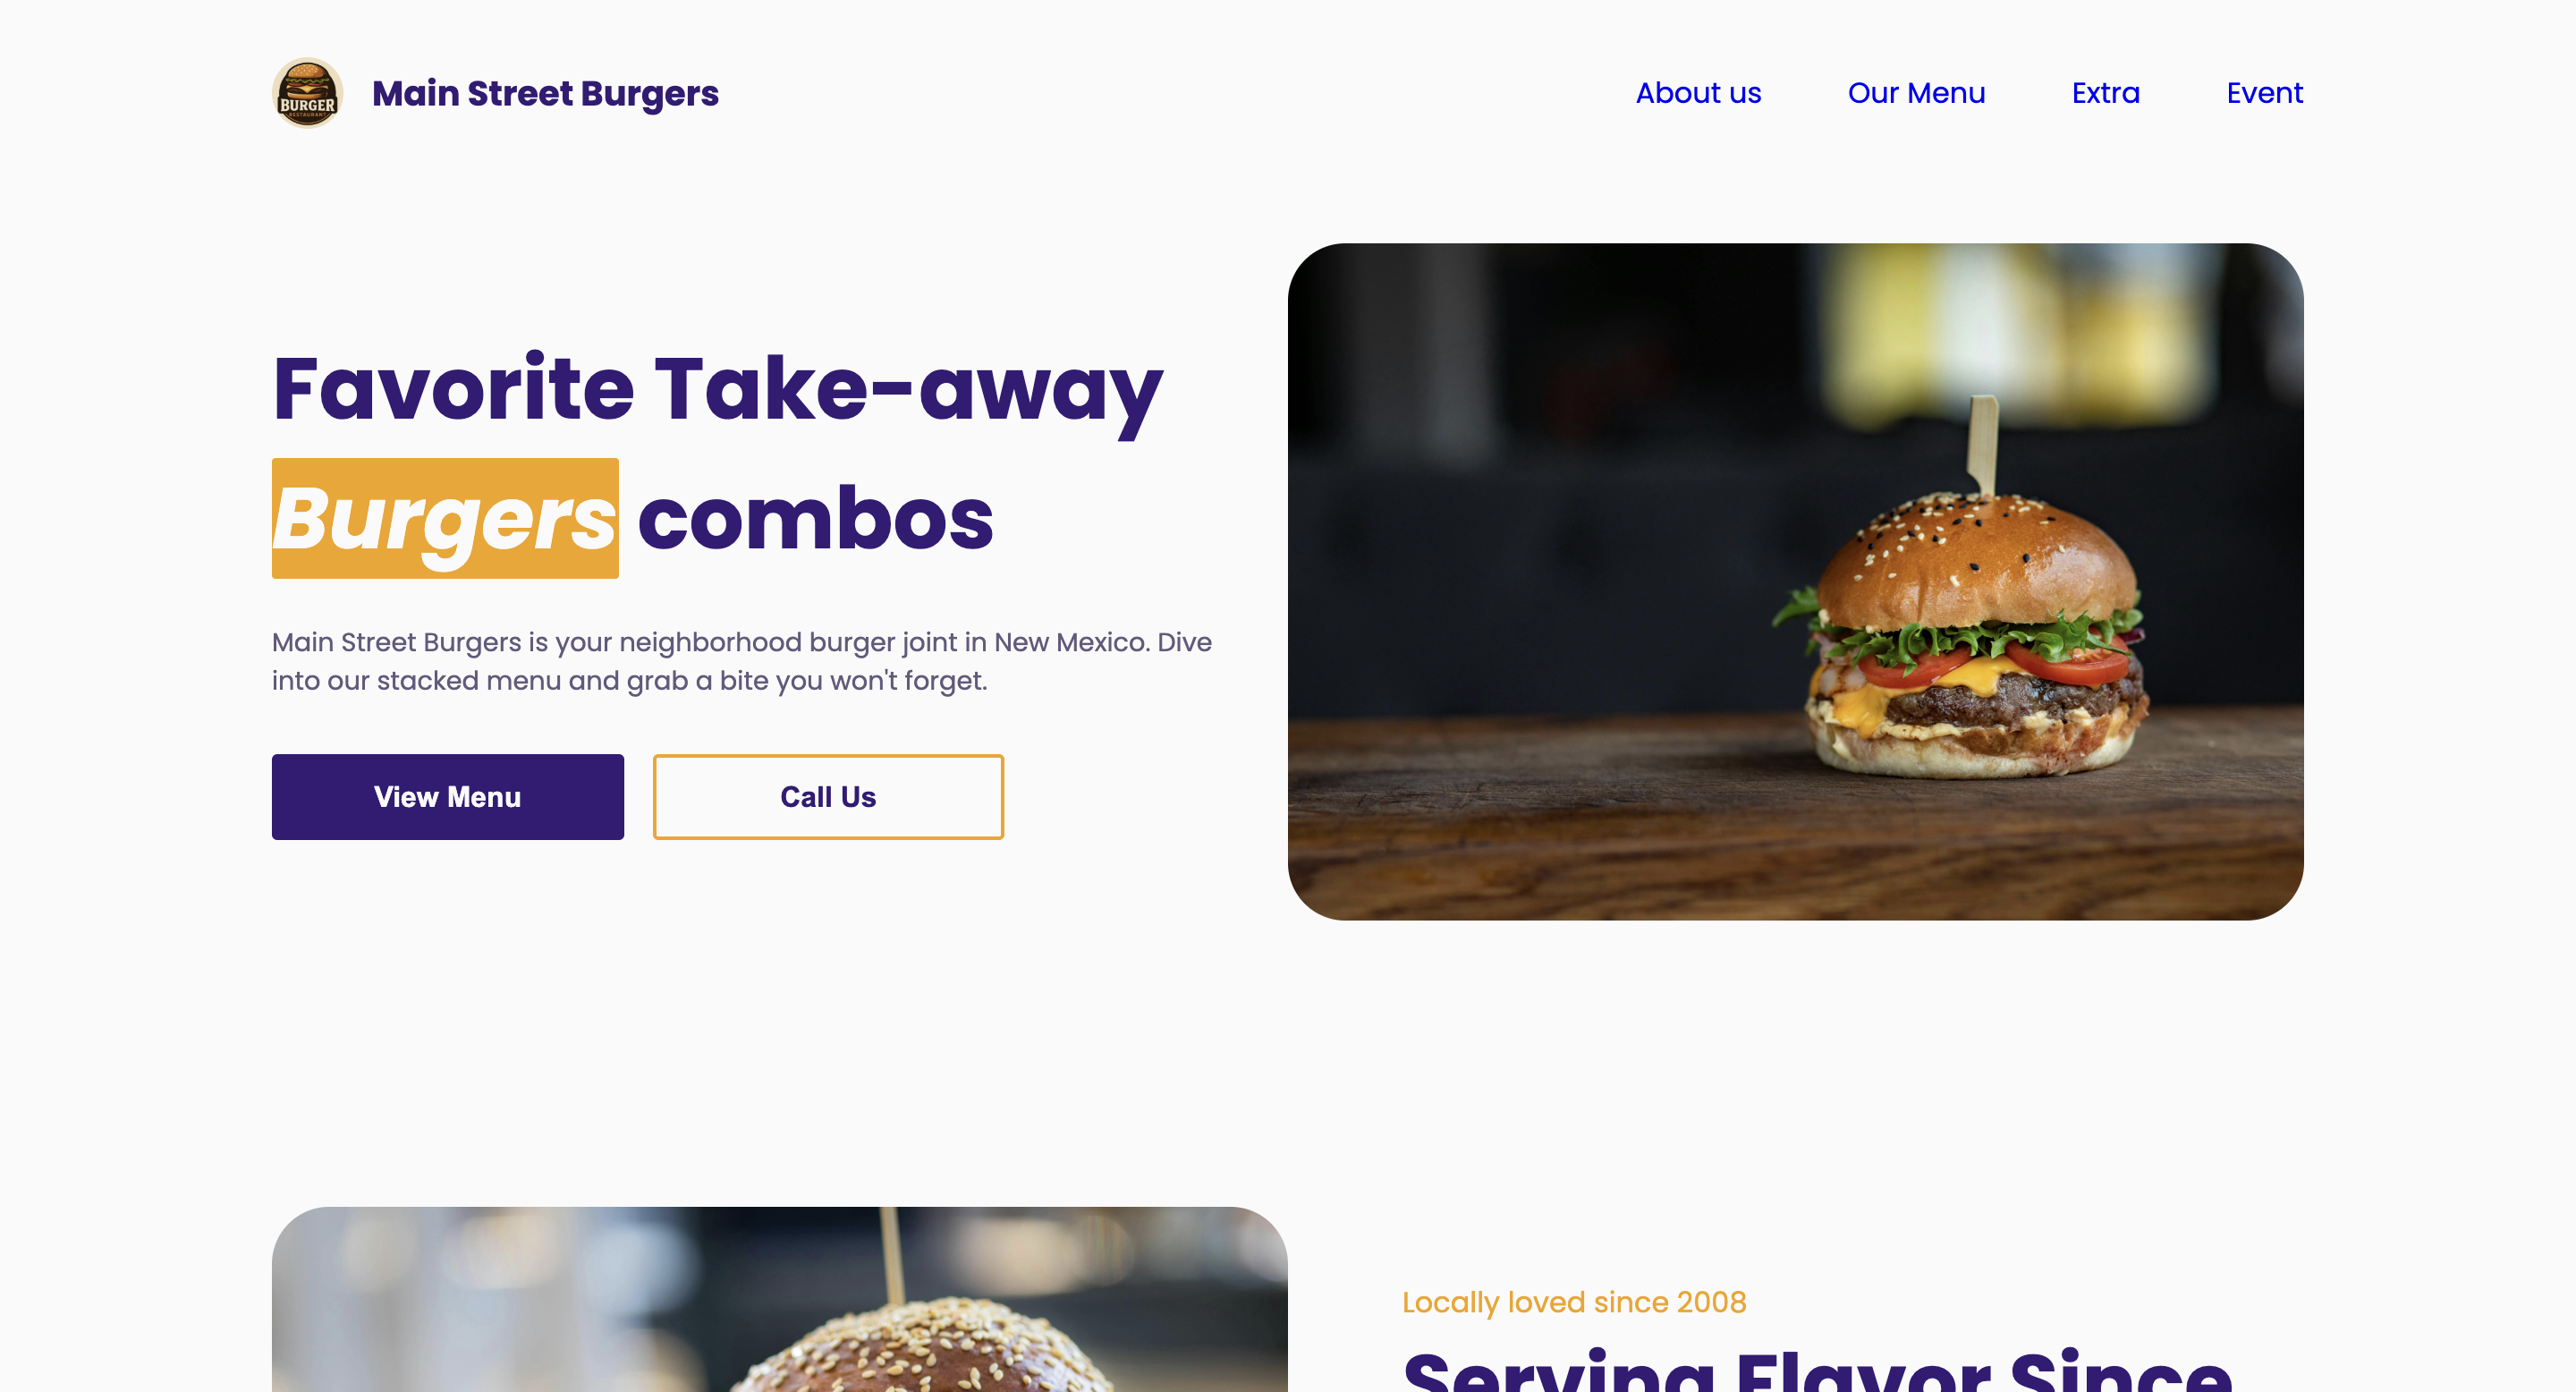 BURGER
RESTAURANT
Main Street Burgers
About us
Our Menu
Extra
Event
Favorite Take-away
Burgers combos
Main Street Burgers is your neighborhood burger joint in New Mexico. Dive
into our stacked menu and grab a bite you won't forget.
View Menu
Call Us
Locally loved since 2008
Serving Flavor Since